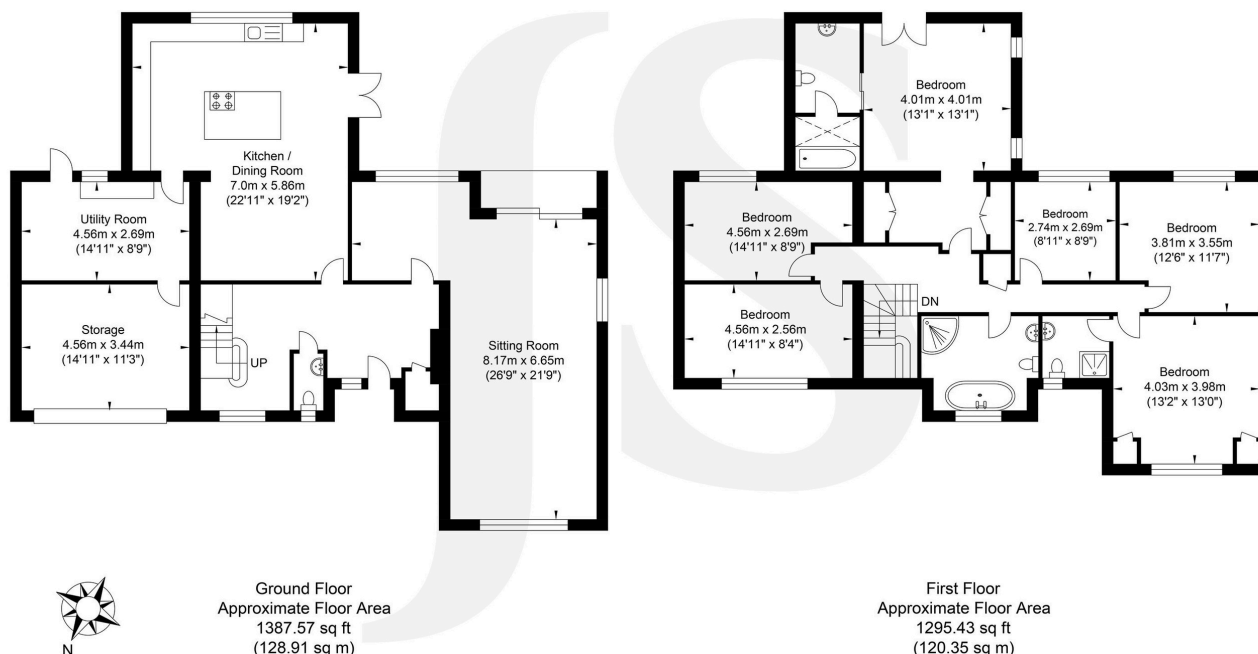 Kitchen /
Dining Room
7.0m x 5.86m
(22'11" x 19'2")
Utility Room
4.56m x 2.69m
(14'11" x 8'9")
Storage
4.56m x 3.44m
(14'11" x 11'3")
UP
Sitting Room
8.17m x 6.65m
(26'9" x 21'9")
N
Ground Floor
Approximate Floor Area
1387.57 sq ft
(128.91 sq m)
Bedroom
4.01m x 4.01m
(13'1" x 13'1")
Bedroom
4.56m x 2.69m
(14'11" x 8'9")
Bedroom
2.74m x 2.69m
(8'11" x 8'9")
Bedroom
3.81m x 3.55m
(12'6" x 11'7")
Bedroom
4.56m x 2.56m
(14'11" x 8'4")
DN
Bedroom
4.03m x 3.98m
(13'2" x 13'0")
First Floor
Approximate Floor Area
1295.43 sq ft
(120.35 sq m)
JS